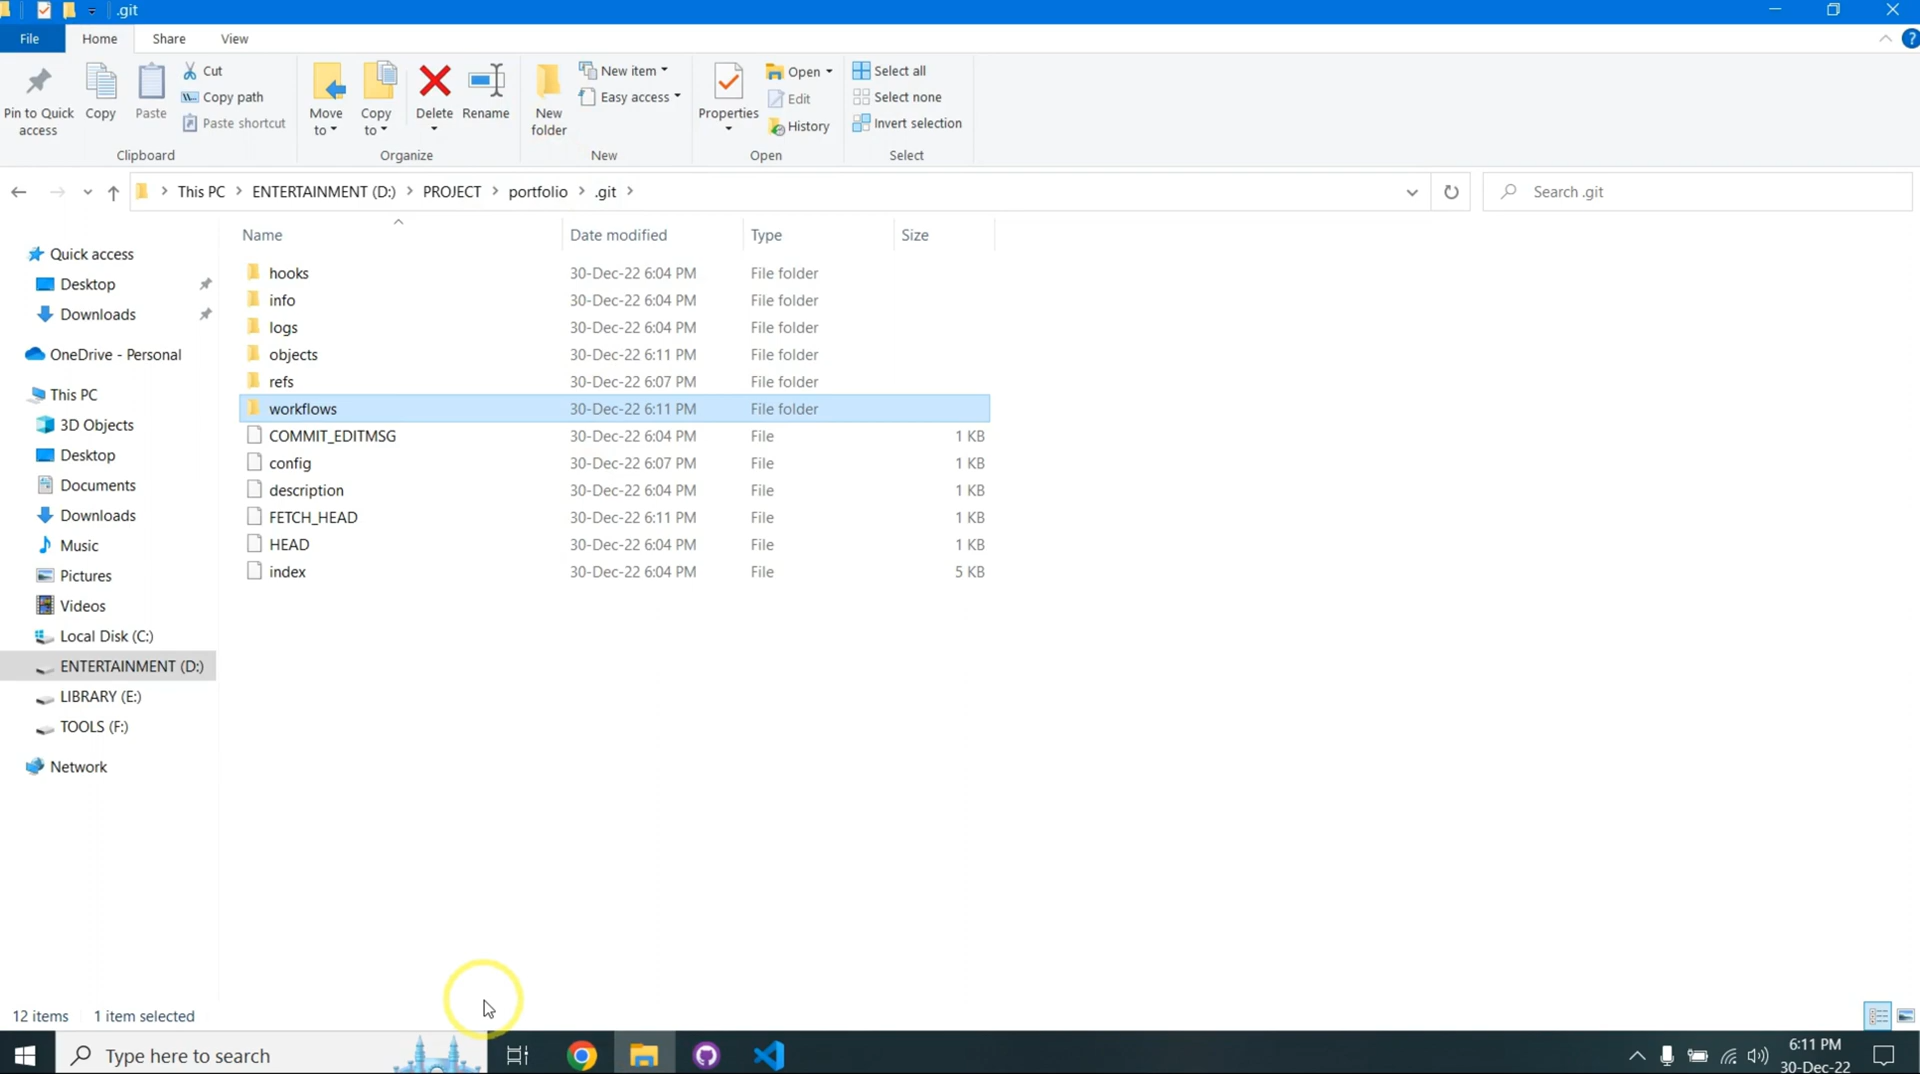 .git
File Home Share View
Pin to Quick access
Copy
Paste
Cut
Copy path
Paste shortcut
Clipboard
Move to
Copy to
Delete
Rename
Organize
New folder
New item
Easy access
New
Properties
Open
Edit
History
Open
Select all
Select none
Invert selection
Select
This PC ENTERTAINMENT (D:) PROJECT portfolio .git
Search .git
Name Date modified Type Size
hooks 30-Dec-22 6:04 PM File folder
info 30-Dec-22 6:04 PM File folder
logs 30-Dec-22 6:04 PM File folder
objects 30-Dec-22 6:11 PM File folder
refs 30-Dec-22 6:07 PM File folder
workflows 30-Dec-22 6:11 PM File folder
COMMIT_EDITMSG 30-Dec-22 6:04 PM File 1 KB
config 30-Dec-22 6:07 PM File 1 KB
description 30-Dec-22 6:04 PM File 1 KB
FETCH_HEAD 30-Dec-22 6:11 PM File 1 KB
HEAD 30-Dec-22 6:04 PM File 1 KB
index 30-Dec-22 6:04 PM File 5 KB
Quick access
Desktop
Downloads
OneDrive - Personal
This PC
3D Objects
Desktop
Documents
Downloads
Music
Pictures
Videos
Local Disk (C:)
ENTERTAINMENT (D:)
LIBRARY (E:)
TOOLS (F:)
Network
12 items 1 item selected
Type here to search
6:11 PM
30-Dec-22